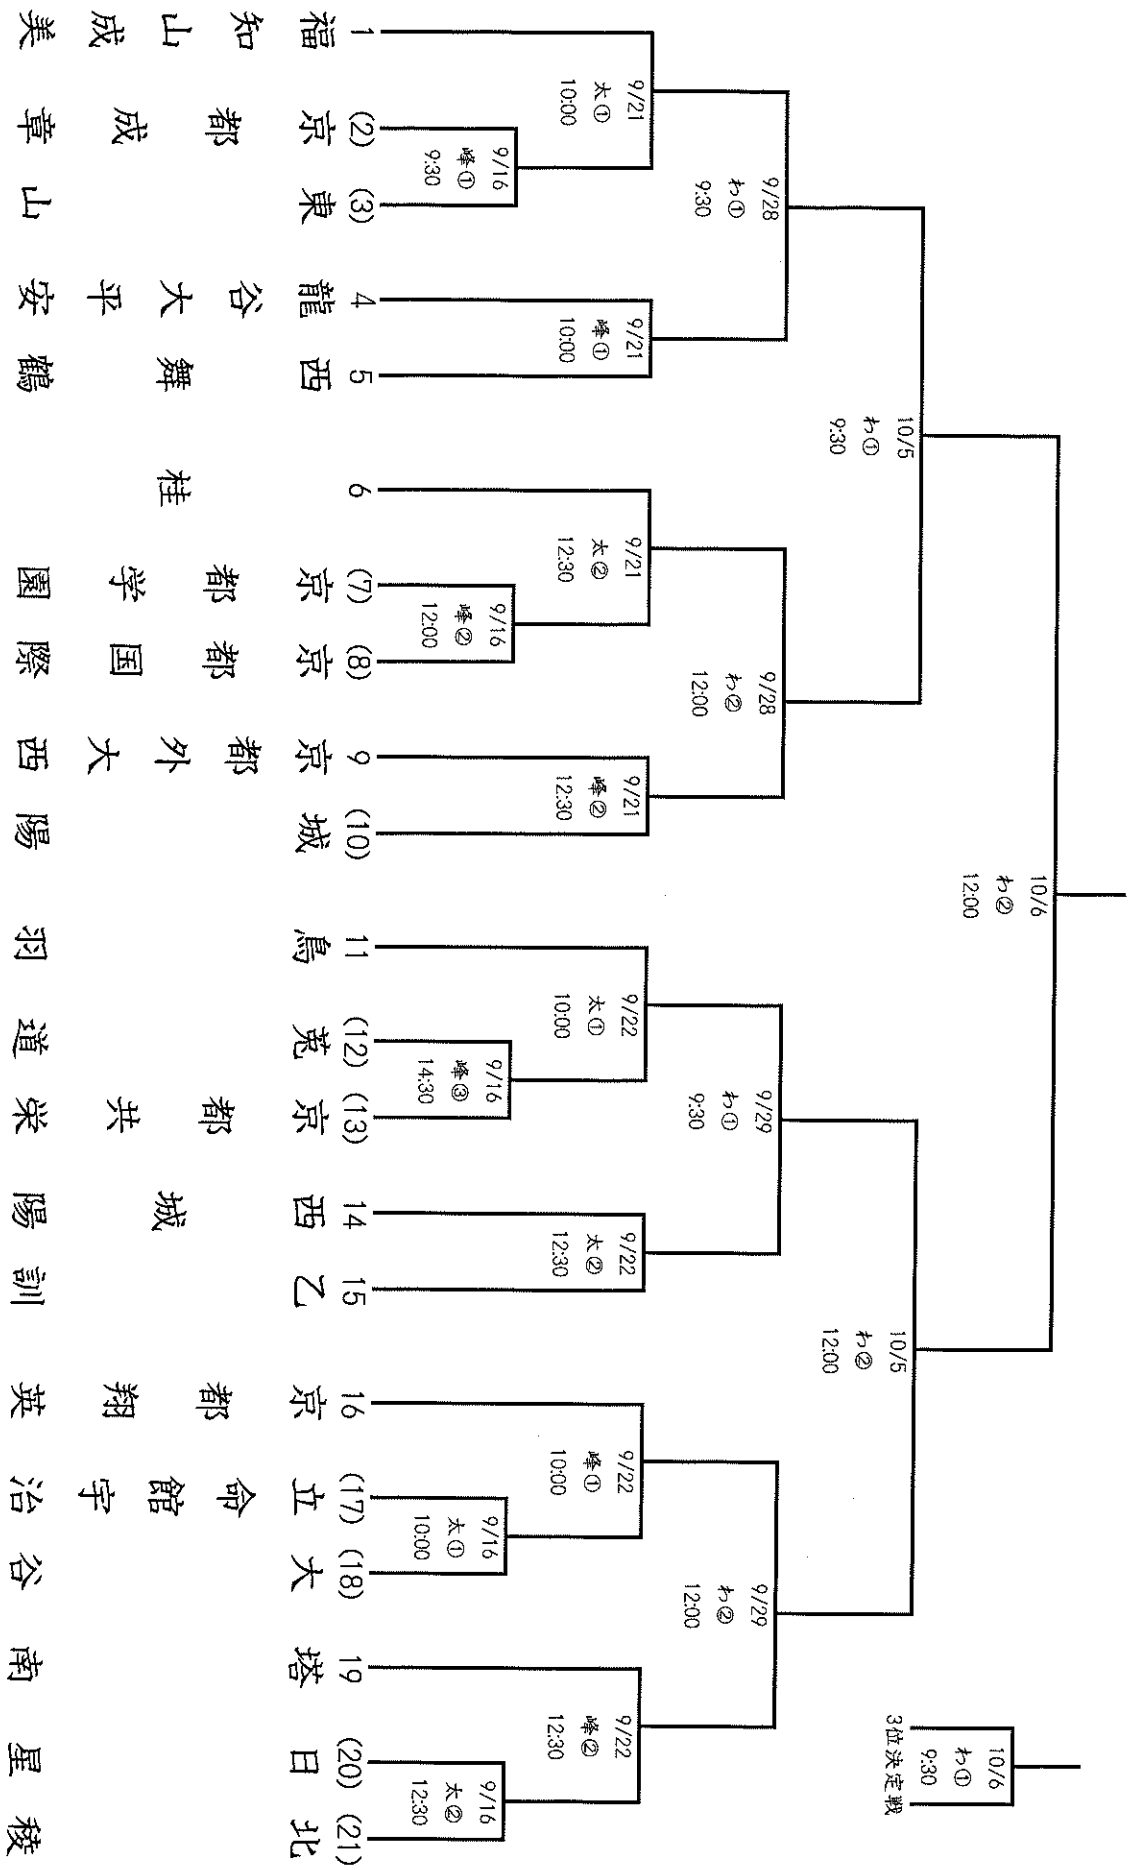 1 福知山成美
(2) 京都成章
(3) 東山
4 龍谷大平安
5 西舞鶴
6 桂
(7) 京都学園
(8) 京都国際
9 京都外大西
(10) 城陽
11 鳥羽
(12) 莵道
(13) 京都共栄
14 西城陽
15 乙訓
16 京都翔英
(17) 立命館宇治
(18) 大谷
19 塔南
(20) 日星
(21) 北稜
9/16
峰①
9:30
9/16
峰②
12:00
9/16
峰③
14:30
9/16
太①
10:00
9/16
太②
12:30
9/21
太①
10:00
9/21
峰①
10:00
9/21
太②
12:30
9/21
峰②
12:30
9/22
太①
10:00
9/22
太②
12:30
9/22
峰①
10:00
9/22
峰②
12:30
9/28
わ①
9:30
9/28
わ②
12:00
9/29
わ①
9:30
9/29
わ②
12:00
10/5
わ①
9:30
10/5
わ②
12:00
10/6
わ②
12:00
10/6
わ①
9:30
3位決定戦